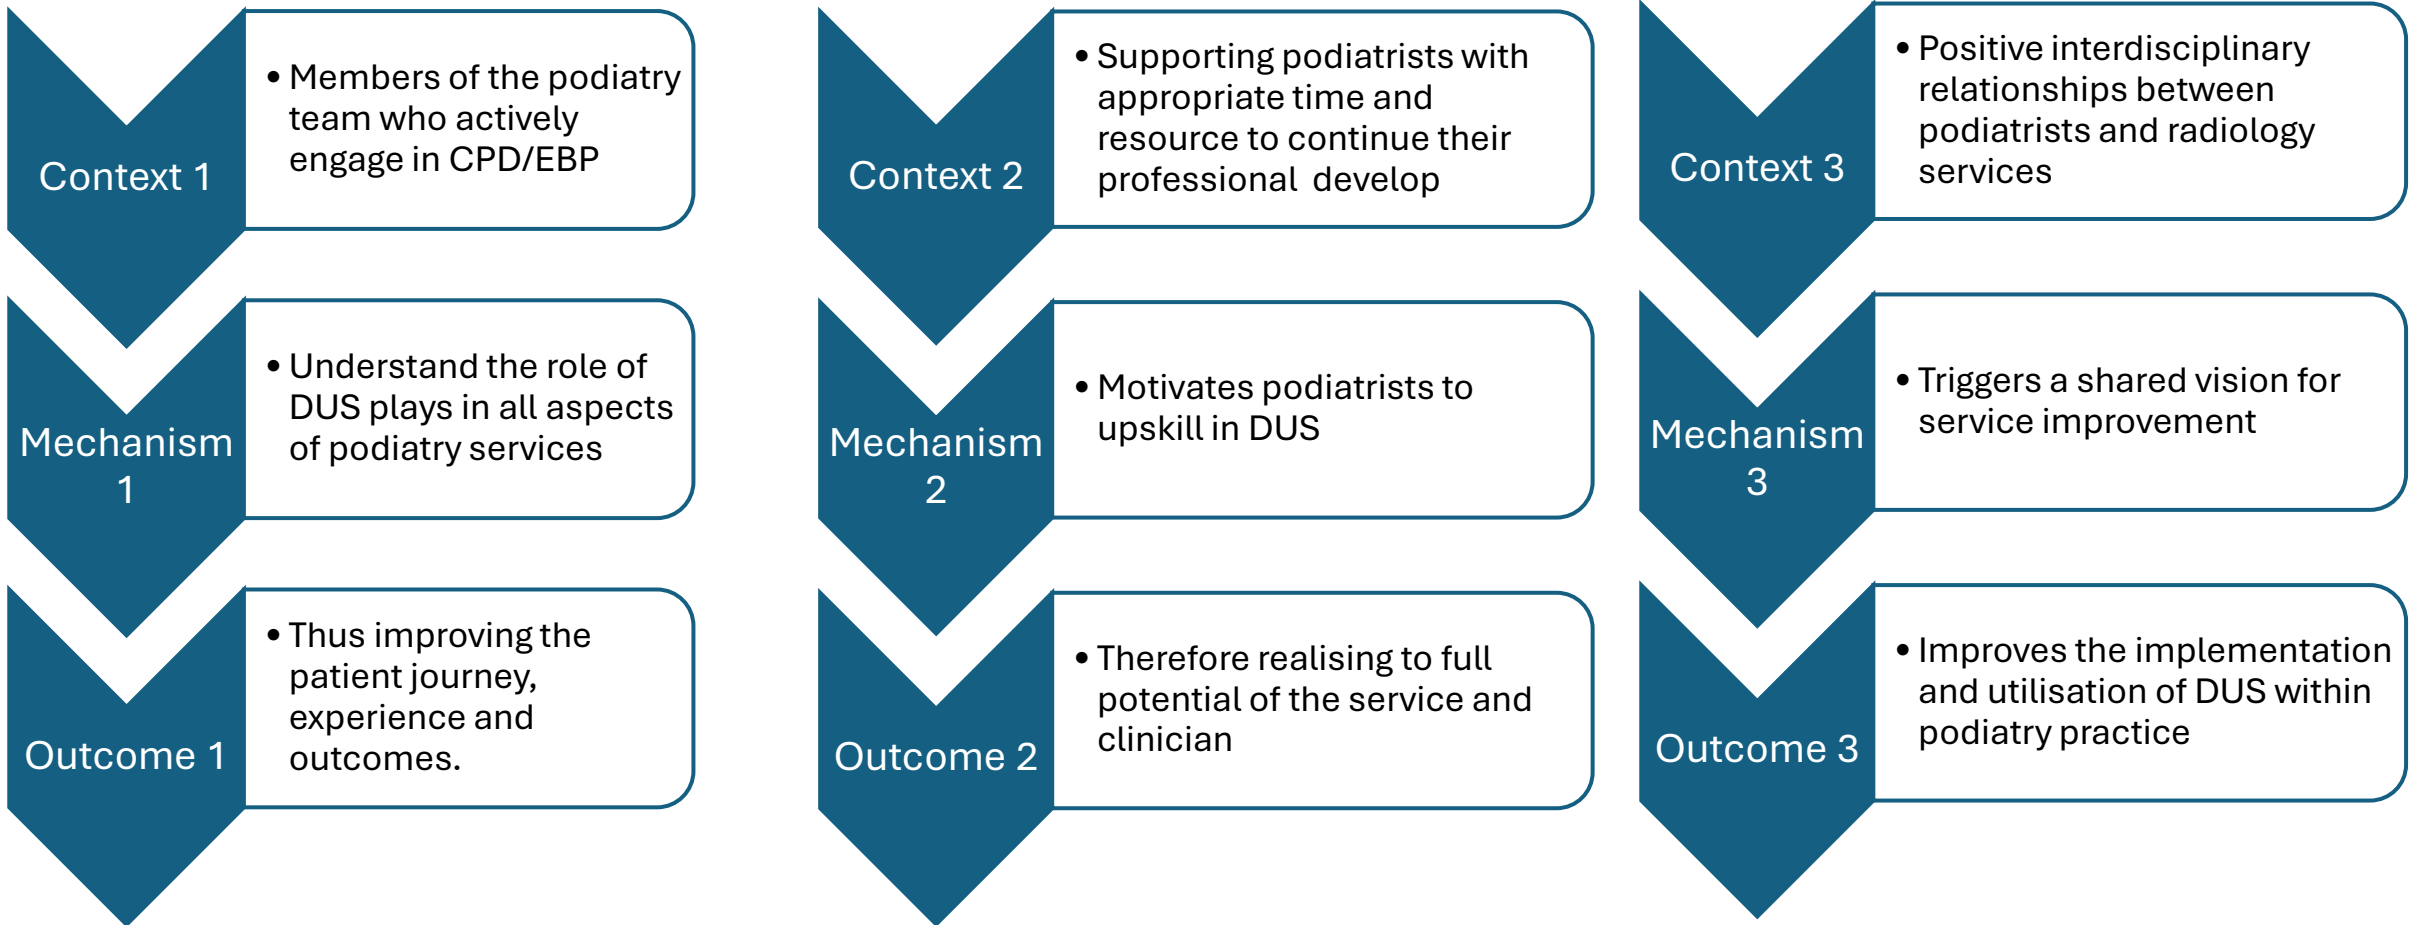 Context 1
• Members of the podiatry
team who actively
engage in CPD/EBP
Mechanism
1
• Understand the role of
DUS plays in all aspects
of podiatry services
Outcome 1
• Thus improving the
patient journey,
experience and
outcomes.
Context 2
• Supporting podiatrists with
appropriate time and
resource to continue their
professional  develop
Mechanism
2
• Motivates podiatrists to
upskill in DUS
Outcome 2
• Therefore realising to full
potential of the service and
clinician
Context 3
• Positive interdisciplinary
relationships between
podiatrists and radiology
services
Mechanism
3
• Triggers a shared vision for
service improvement
Outcome 3
• Improves the implementation
and utilisation of DUS within
podiatry practice